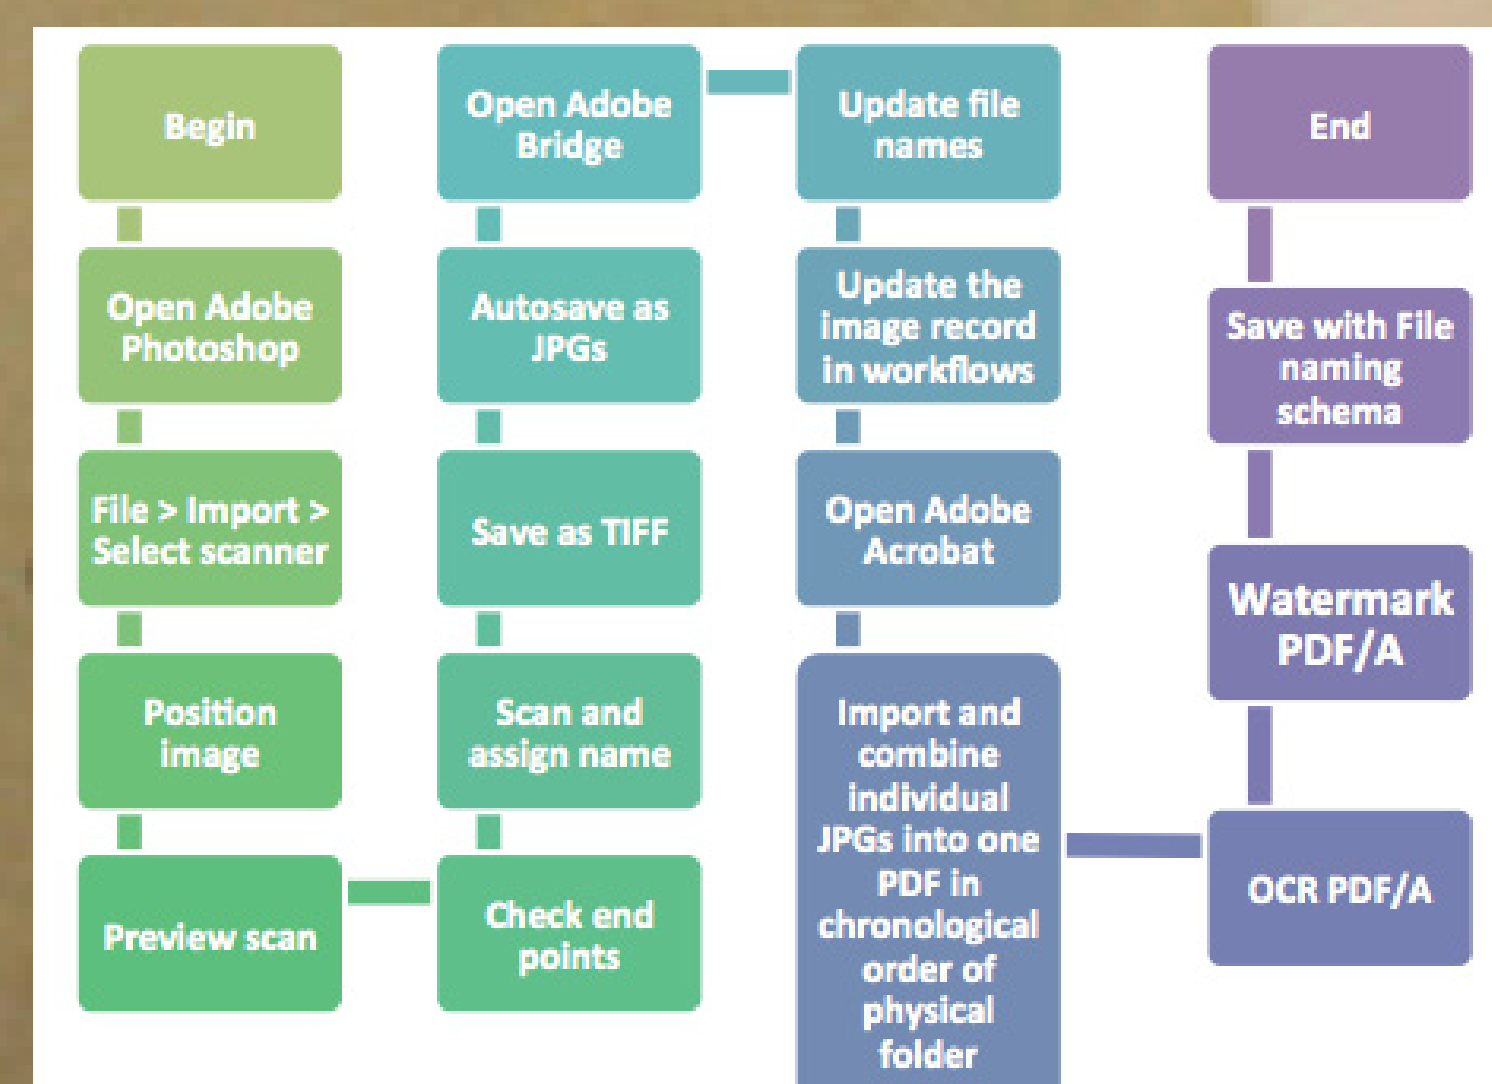 Begin
Open Adobe
Photoshop
File > Import >
Select scanner
Position
image
Preview scan
Check end
points
Scan and
assign name
Save as TIFF
Autosave as
JPGs
Open Adobe
Bridge
Update file
names
Update the
image record
in workflows
Open Adobe
Acrobat
Import and
combine
individual
JPGs into one
PDF in
chronological
order of
physical
folder
OCR PDF/A
Watermark
PDF/A
Save with File
naming
schema
End